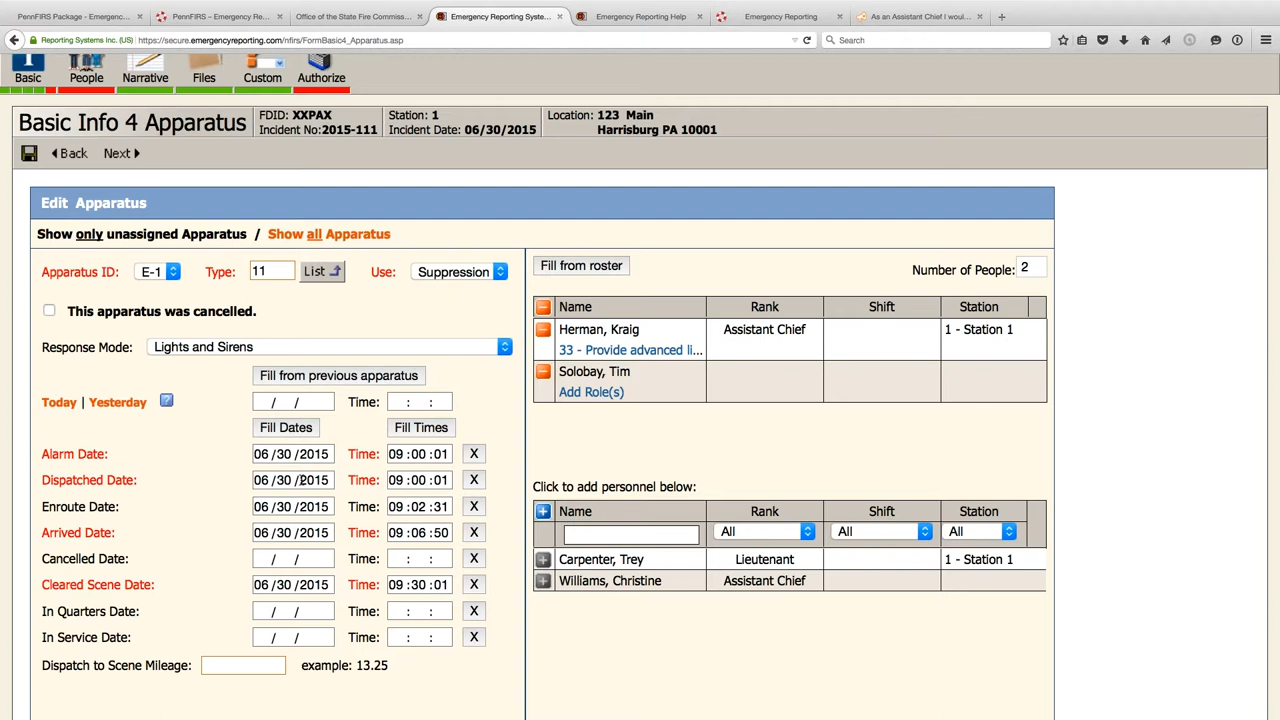 PennFIRS Package - Emergenc... × PennFIRS – Emergency Re... × Office of the State Fire Commiss... × Emergency Reporting Syste... × Emergency Reporting Help × Emergency Reporting × As an Assistant Chief I woul... × +
Reporting Systems Inc. (US) https://secure.emergencyreporting.com/nfirs/FormBasic4_Apparatus.asp Search
Basic People Narrative Files Custom Authorize
Basic Info 4 Apparatus
FDID: XXPAX
Incident No:2015-111
Station: 1
Incident Date: 06/30/2015
Location: 123 Main
Harrisburg PA 10001
Back Next
Edit Apparatus
Show only unassigned Apparatus / Show all Apparatus
Apparatus ID: E-1 Type: 11 List Use: Suppression
This apparatus was cancelled.
Response Mode: Lights and Sirens
Fill from previous apparatus
Today | Yesterday ? / / Time: : :
Fill Dates Fill Times
Alarm Date: 06 /30 /2015 Time: 09 :00 :01 X
Dispatched Date: 06 /30 /2015 Time: 09 :00 :01 X
Enroute Date: 06 /30 /2015 Time: 09 :02 :31 X
Arrived Date: 06 /30 /2015 Time: 09 :06 :50 X
Cancelled Date: / / Time: : : X
Cleared Scene Date: 06 /30 /2015 Time: 09 :30 :01 X
In Quarters Date: / / Time: : : X
In Service Date: / / Time: : : X
Dispatch to Scene Mileage: example: 13.25
Fill from roster Number of People: 2
Name Rank Shift Station
Herman, Kraig Assistant Chief 1 - Station 1
33 - Provide advanced li...
Solobay, Tim
Add Role(s)
Click to add personnel below:
Name Rank Shift Station
All All All
Carpenter, Trey Lieutenant 1 - Station 1
Williams, Christine Assistant Chief